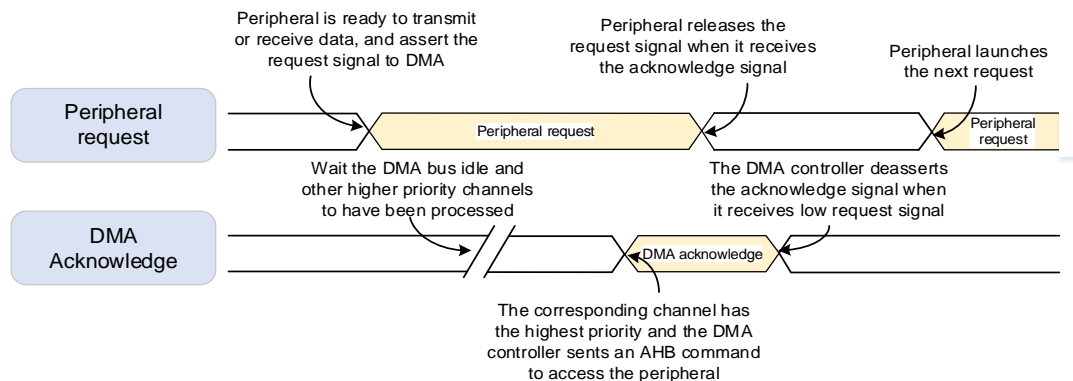 Peripheral is ready to transmit
or receive data, and assert the
request signal to DMA
Peripheral releases the
request signal when it receives
the acknowledge signal
Peripheral launches
the next request
Peripheral
request
Peripheral request
Peripheral
request
Wait the DMA bus idle and
other higher priority channels
to have been processed
The DMA controller deasserts
the acknowledge signal when
it receives low request signal
DMA
Acknowledge
DMA acknowledge
The corresponding channel has
the highest priority and the DMA
controller sents an AHB command
to access the peripheral